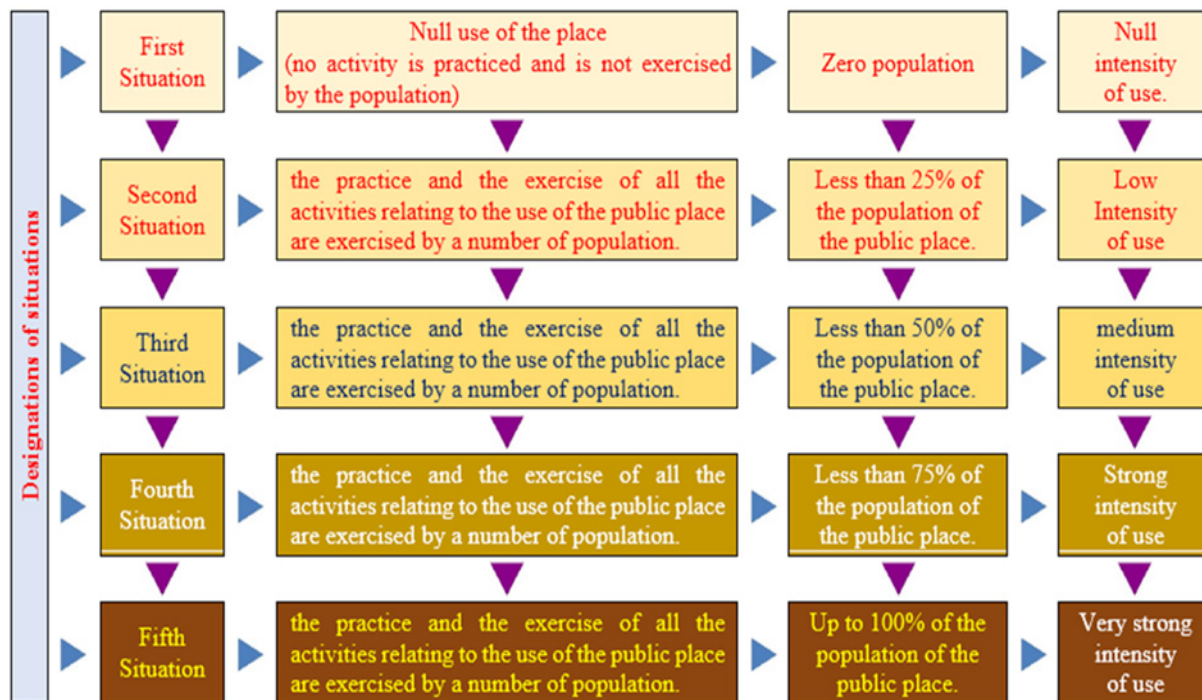 Designations of situations
First
Situation
Null use of the place
(no activity is practiced and is not exercised
by the population)
Zero population
Null
intensity
of use.
Second
Situation
the practice and the exercise of all the
activities relating to the use of the public place
are exercised by a number of population.
Less than 25% of
the population of
the public place.
Low
Intensity
of use
Third
Situation
the practice and the exercise of all the
activities relating to the use of the public place
are exercised by a number of population.
Less than 50% of
the population of
the public place.
medium
intensity
of use
Fourth
Situation
the practice and the exercise of all the
activities relating to the use of the public place
are exercised by a number of population.
Less than 75% of
the population of
the public place.
Strong
intensity
of use
Fifth
Situation
the practice and the exercise of all the
activities relating to the use of the public place
are exercised by a number of population.
Up to 100% of the
population of the
public place.
Very strong
intensity
of use